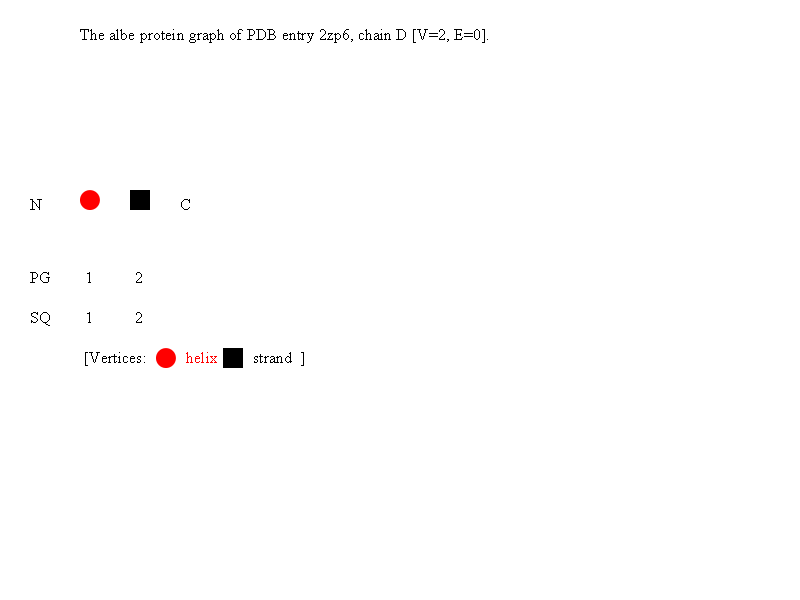 The albe protein graph of PDB entry 2zp6, chain D [V=2, E=0].
N C
PG 1 2
SQ 1 2
[Vertices: helix strand ]